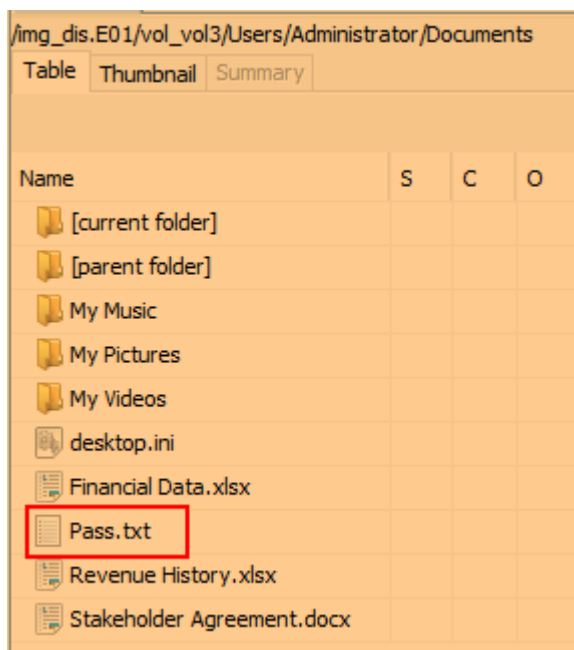 /img_dis.E01/vol_vol3/Users/Administrator/Documents
Table Thumbnail Summary
Name S C O
[current folder]
[parent folder]
My Music
My Pictures
My Videos
desktop.ini
Financial Data.xlsx
Pass.txt
Revenue History.xlsx
Stakeholder Agreement.docx